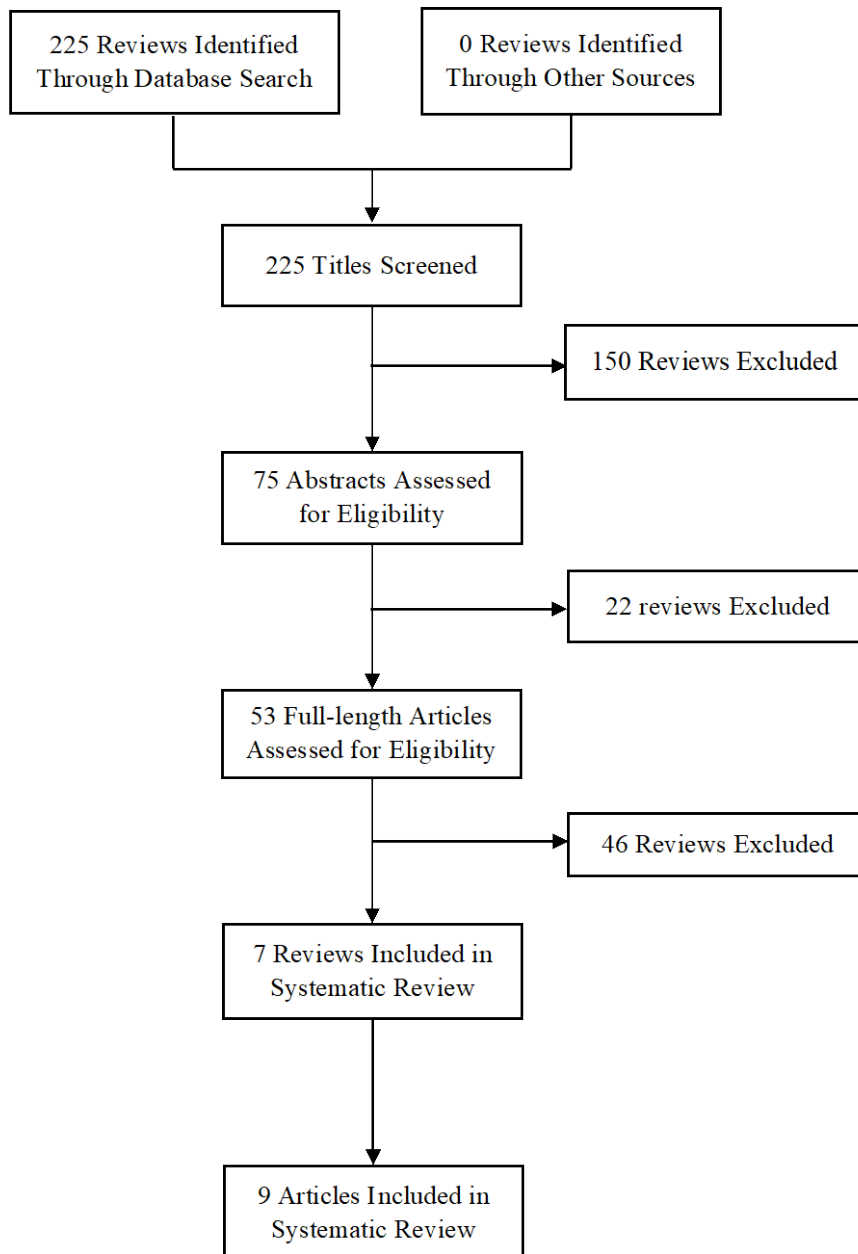 225 Reviews Identified
Through Database Search
0 Reviews Identified
Through Other Sources
225 Titles Screened
150 Reviews Excluded
75 Abstracts Assessed
for Eligibility
22 reviews Excluded
53 Full-length Articles
Assessed for Eligibility
46 Reviews Excluded
7 Reviews Included in
Systematic Review
9 Articles Included in
Systematic Review